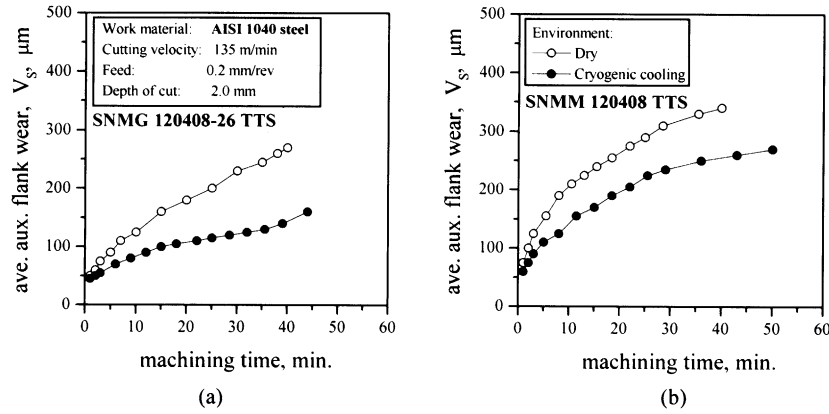 500
400
300
200
100
0
ave. aux. flank wear, V_S, μm
Work material: AISI 1040 steel
Cutting velocity: 135 m/min
Feed: 0.2 mm/rev
Depth of cut: 2.0 mm
SNMG 120408-26 TTS
0 10 20 30 40 50 60
machining time, min.
(a)
500
400
300
200
100
0
ave. aux. flank wear, V_S, μm
Environment:
Dry
Cryogenic cooling
SNMM 120408 TTS
0 10 20 30 40 50 60
machining time, min.
(b)